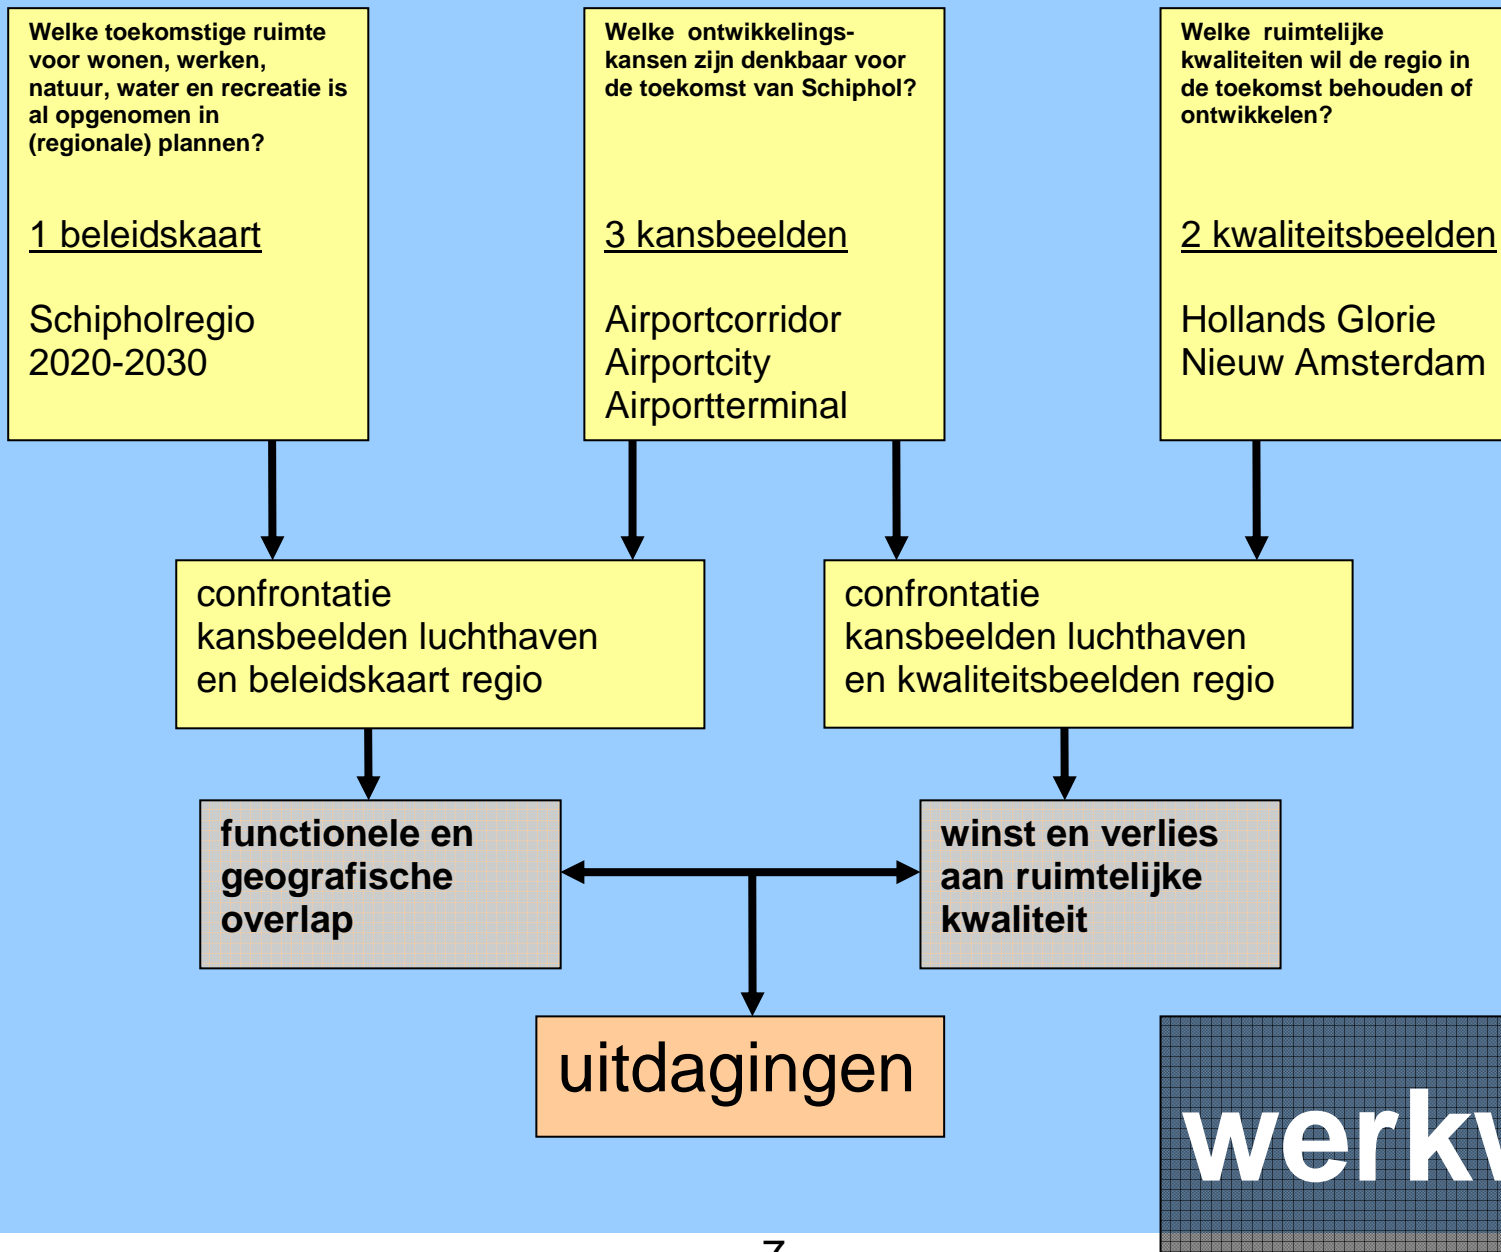 Welke toekomstige ruimte
voor wonen, werken,
natuur, water en recreatie is
al opgenomen in
(regionale) plannen?
1 beleidskaart
Schipholregio
2020-2030
Welke ontwikkelings-
kansen zijn denkbaar voor
de toekomst van Schiphol?
3 kansbeelden
Airportcorridor
Airportcity
Airportterminal
Welke ruimtelijke
kwaliteiten wil de regio in
de toekomst behouden of
ontwikkelen?
2 kwaliteitsbeelden
Hollands Glorie
Nieuw Amsterdam
confrontatie
kansbeelden luchthaven
en beleidskaart regio
confrontatie
kansbeelden luchthaven
en kwaliteitsbeelden regio
functionele en
geografische
overlap
winst en verlies
aan ruimtelijke
kwaliteit
uitdagingen